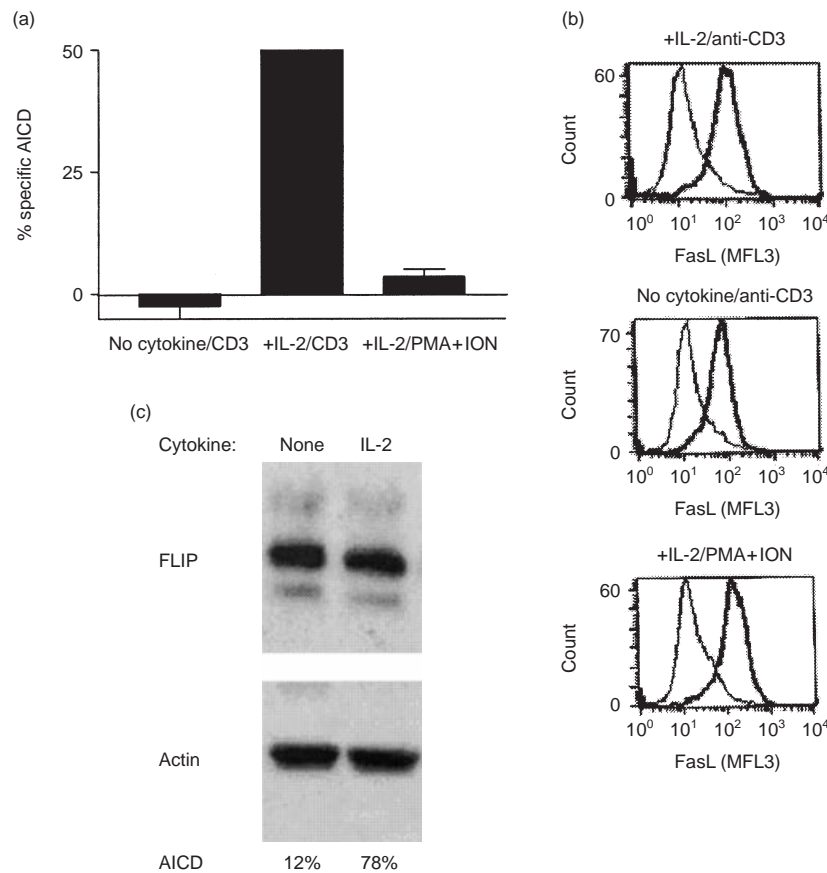 (a)
50
25
0
% specific AICD
No cytokine/CD3 +IL-2/CD3 +IL-2/PMA+ION
(b)
+IL-2/anti-CD3
60
0
Count
10⁰ 10¹ 10² 10³ 10⁴
FasL (MFL3)
No cytokine/anti-CD3
70
0
Count
10⁰ 10¹ 10² 10³ 10⁴
FasL (MFL3)
+IL-2/PMA+ION
60
0
Count
10⁰ 10¹ 10² 10³ 10⁴
FasL (MFL3)
(c)
Cytokine: None IL-2
FLIP
Actin
AICD 12% 78%